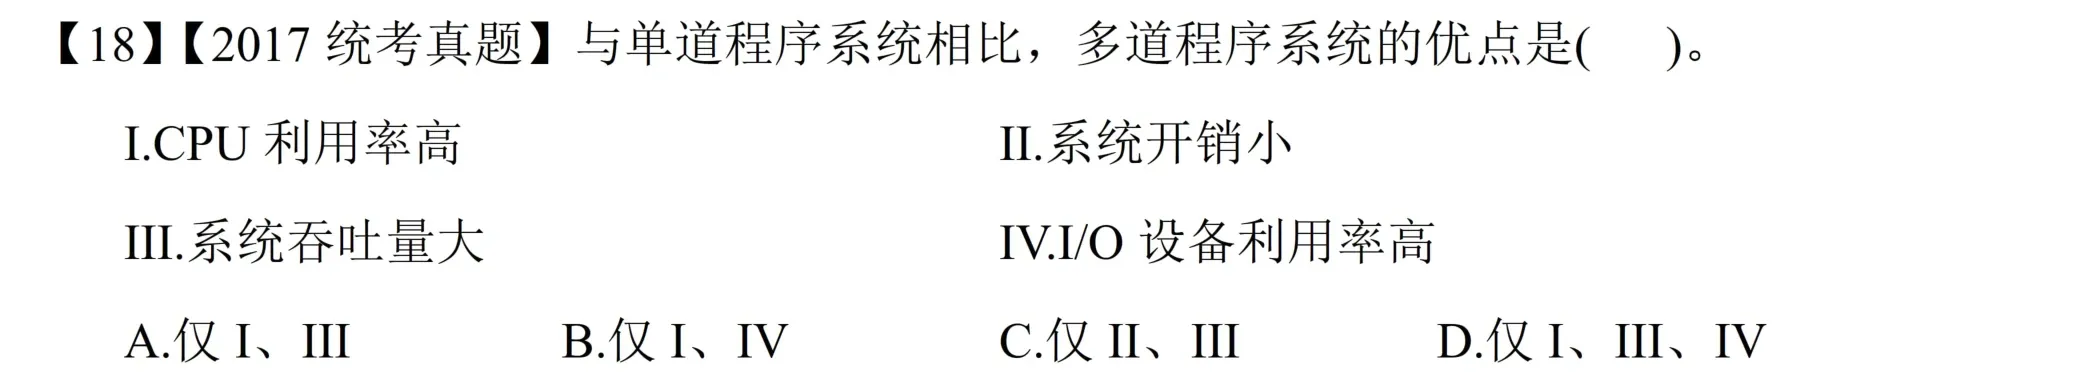 【18】【2017 统考真题】与单道程序系统相比，多道程序系统的优点是(    )。
I.CPU 利用率高 II.系统开销小
III.系统吞吐量大 IV.I/O 设备利用率高
A.仅 I、III B.仅 I、IV C.仅 II、III D.仅 I、III、IV